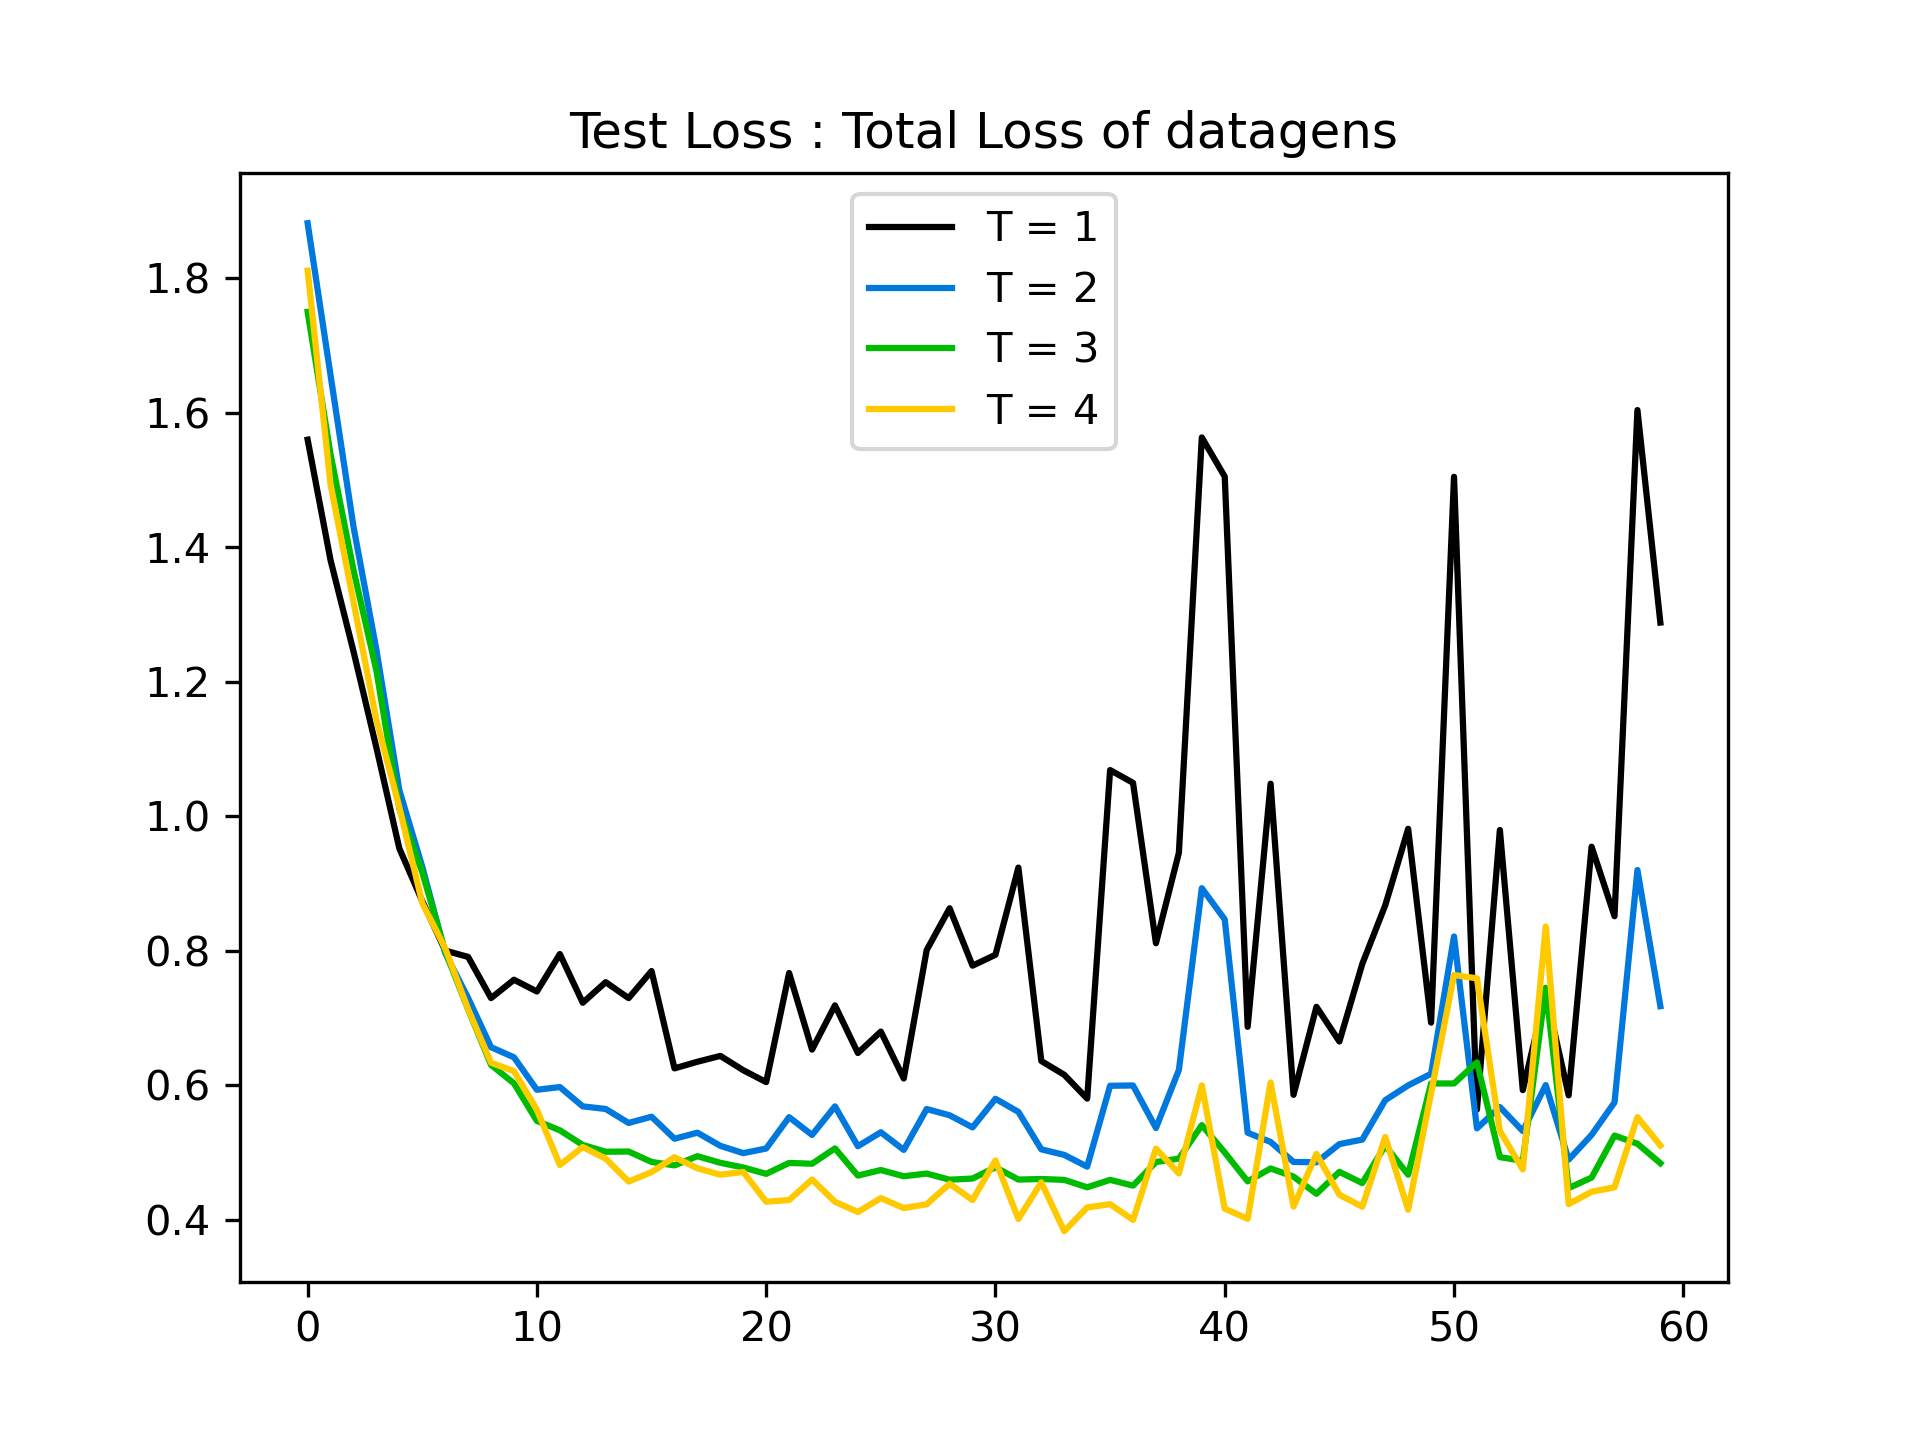 Test Loss : Total Loss of datagens
T = 1
T = 2
T = 3
T = 4
1.8
1.6
1.4
1.2
1.0
0.8
0.6
0.4
0 10 20 30 40 50 60